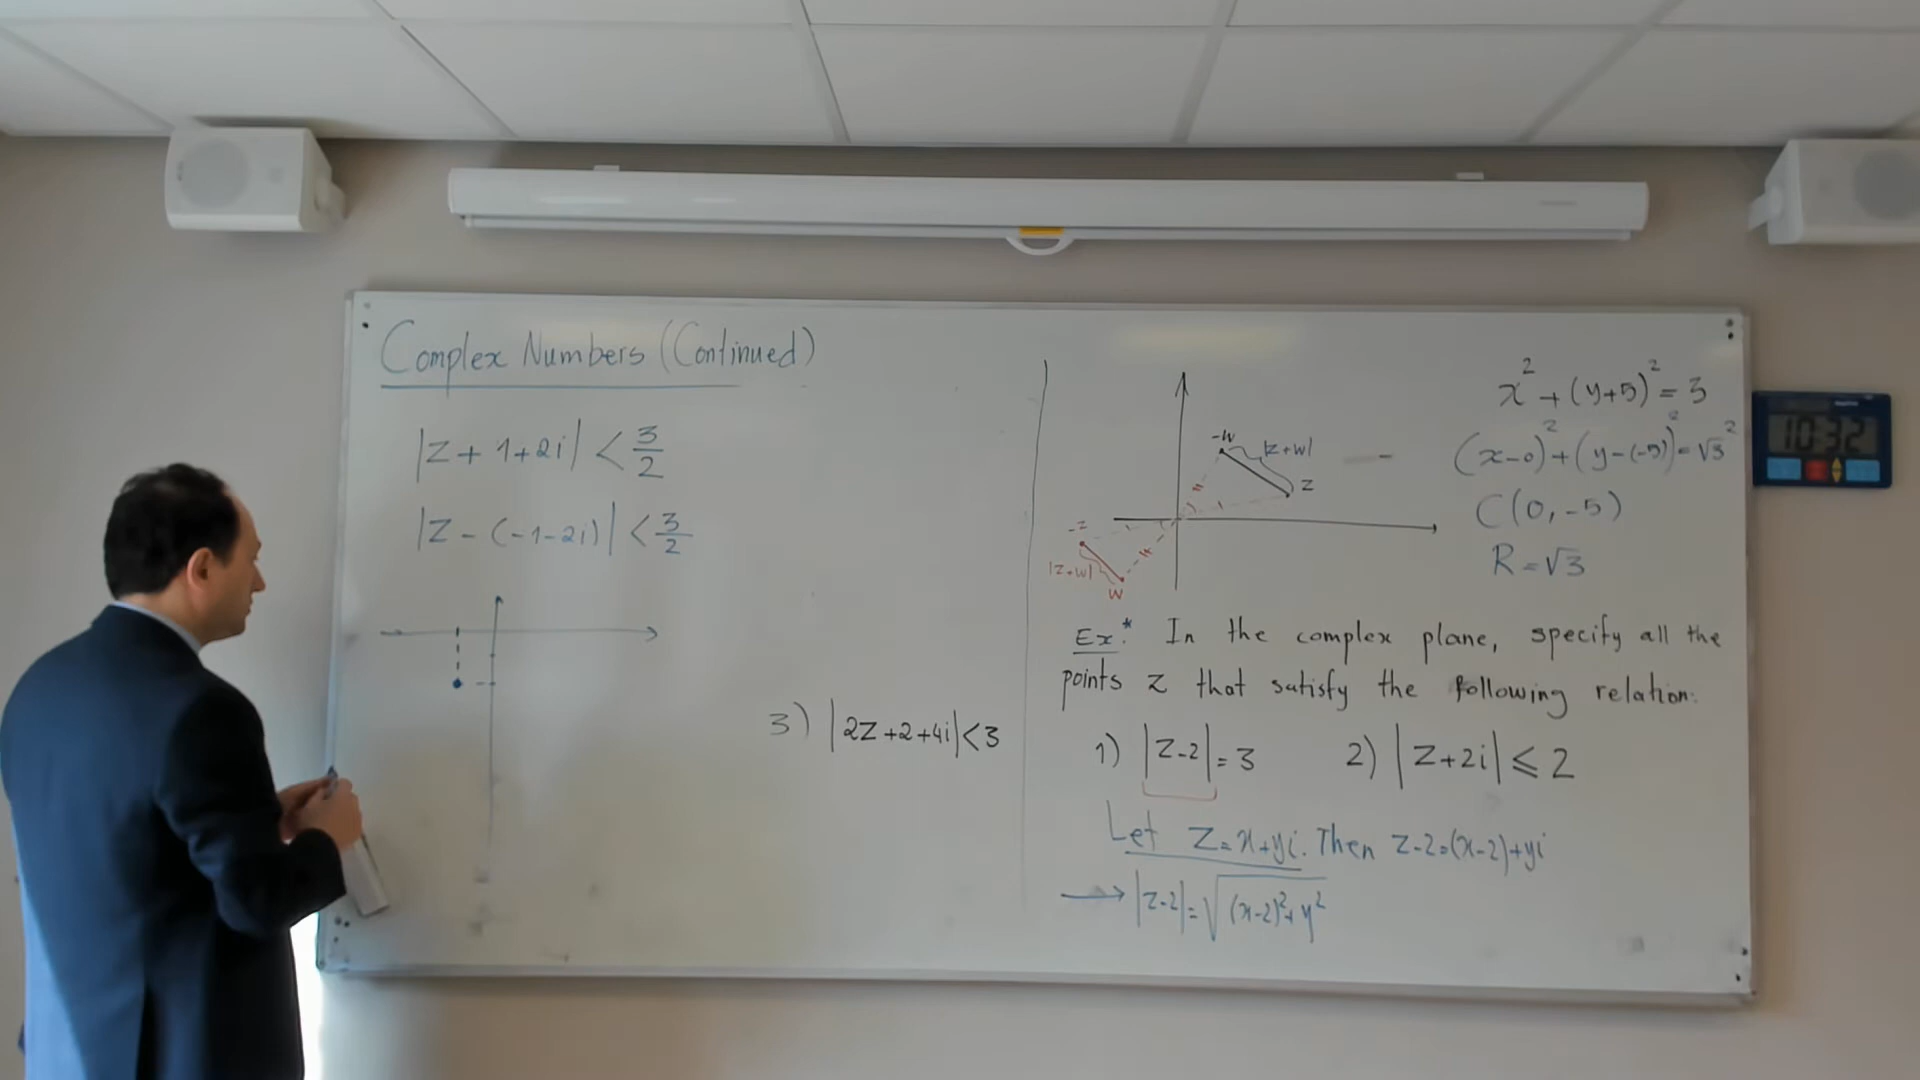 Complex Numbers (Continued)
|Z + 1+2i| < 3/2
|Z - (-1-2i)| < 3/2
3) |2Z+2+4i|<3
-w
|z+w|
z
-z
|z+w|
w
x² + (y+5)² = 3
(x-0)² + (y-(-5))² = √3²
C(0, -5)
R = √3
Ex:* In the complex plane, specify all the
points z that satisfy the following relation:
1) |Z-2| = 3 2) |Z+2i| ⩽ 2
Let Z=x+yi. Then Z-2=(x-2)+yi
→ |Z-2| = √(x-2)²+y²
10:32